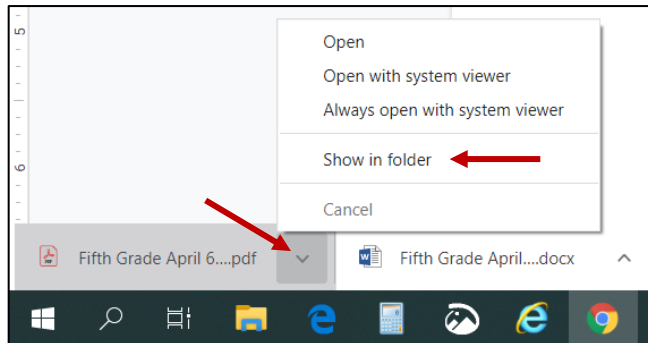 5
Open
Open with system viewer
Always open with system viewer
Show in folder
6
Cancel
Fifth Grade April 6....pdf
Fifth Grade April....docx